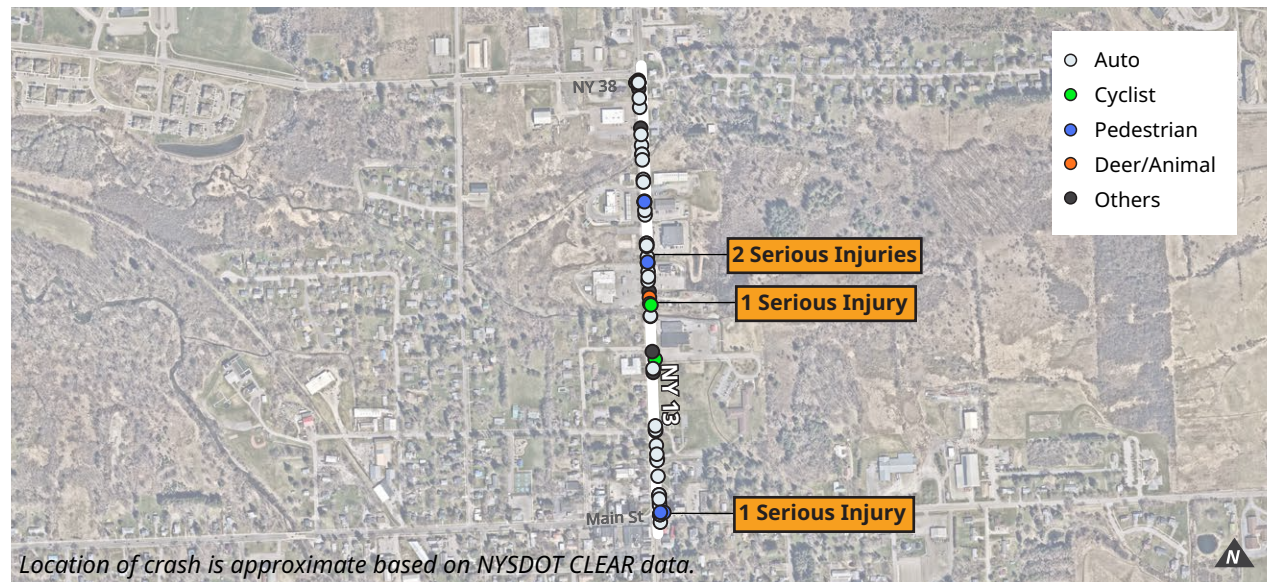 Auto
Cyclist
Pedestrian
Deer/Animal
Others
NY 38
2 Serious Injuries
1 Serious Injury
NY 13
1 Serious Injury
Main St
Location of crash is approximate based on NYSDOT CLEAR data.
N